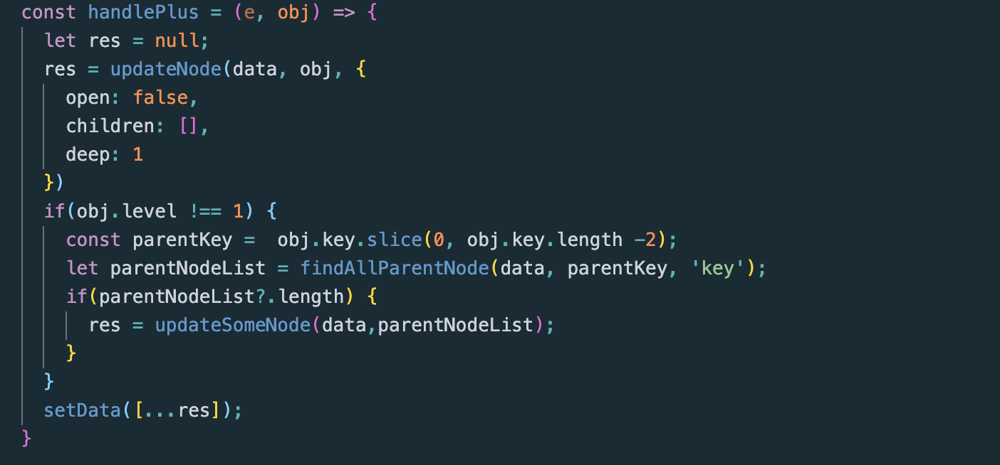 const handlePlus = (e, obj) => {
  let res = null;
  res = updateNode(data, obj, {
    open: false,
    children: [],
    deep: 1
  })
  if(obj.level !== 1) {
    const parentKey =  obj.key.slice(0, obj.key.length -2);
    let parentNodeList = findAllParentNode(data, parentKey, 'key');
    if(parentNodeList?.length) {
      res = updateSomeNode(data,parentNodeList);
    }
  }
  setData([...res]);
}